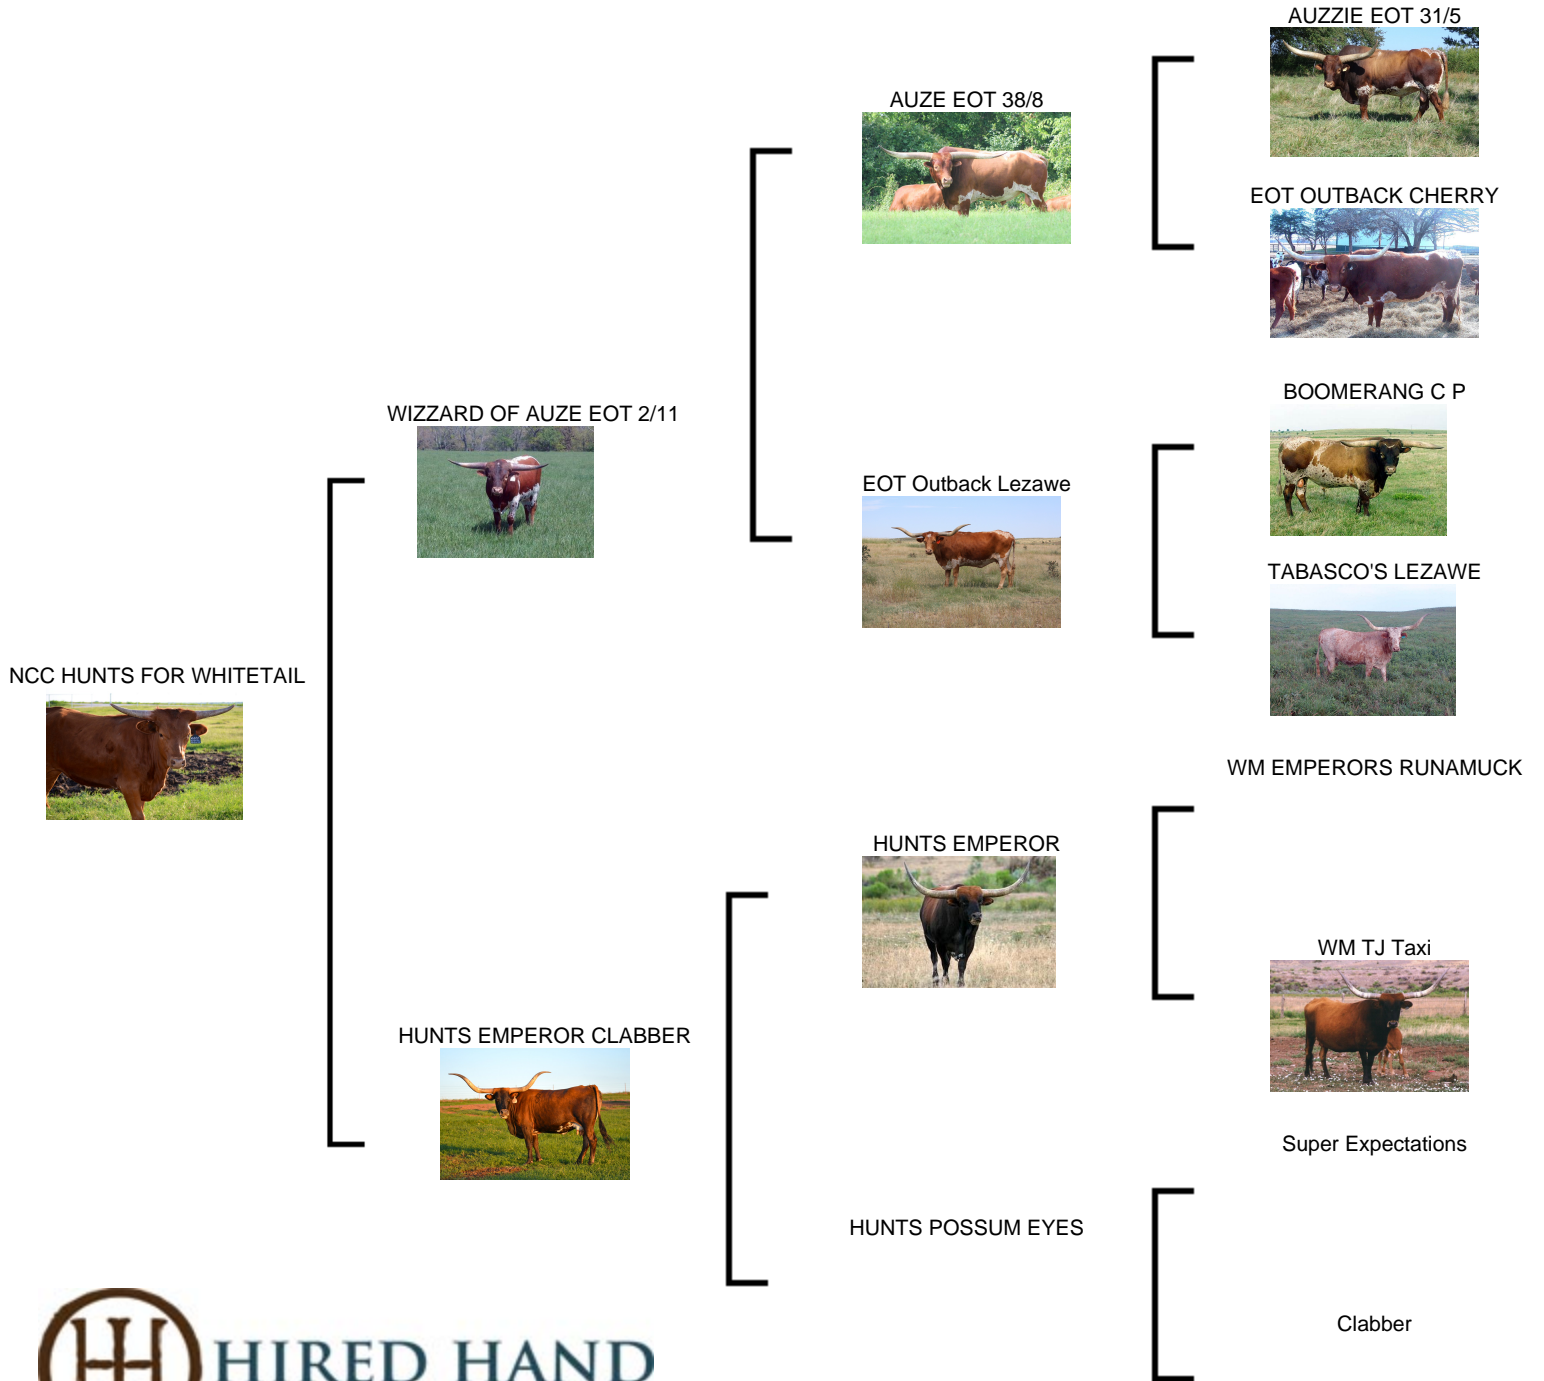 AUZZIE EOT 31/5
AUZE EOT 38/8
EOT OUTBACK CHERRY
BOOMERANG C P
WIZZARD OF AUZE EOT 2/11
EOT Outback Lezawe
TABASCO'S LEZAWE
NCC HUNTS FOR WHITETAIL
WM EMPERORS RUNAMUCK
HUNTS EMPEROR
WM TJ Taxi
HUNTS EMPEROR CLABBER
Super Expectations
HUNTS POSSUM EYES
Clabber
HIRED HAND